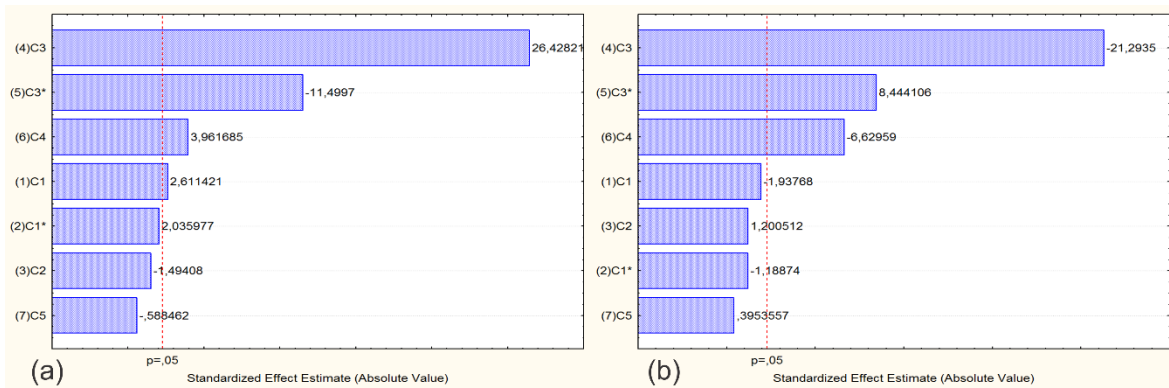 (4)C3
26,42821
(5)C3*
-11,4997
(6)C4
3,961685
(1)C1
2,611421
(2)C1*
2,035977
(3)C2
-1,49408
(7)C5
-,588462
p=,05
Standardized Effect Estimate (Absolute Value)
(a)
(4)C3
-21,2935
(5)C3*
8,444106
(6)C4
-6,62959
(1)C1
-1,93768
(3)C2
1,200512
(2)C1*
-1,18874
(7)C5
,3953557
p=,05
Standardized Effect Estimate (Absolute Value)
(b)